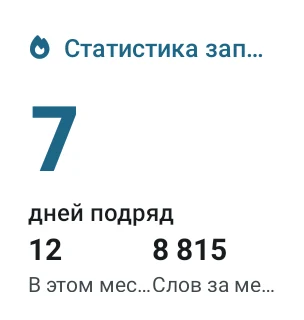 Статистика зап...
7
дней подряд
12 8 815
В этом мес... Слов за ме...